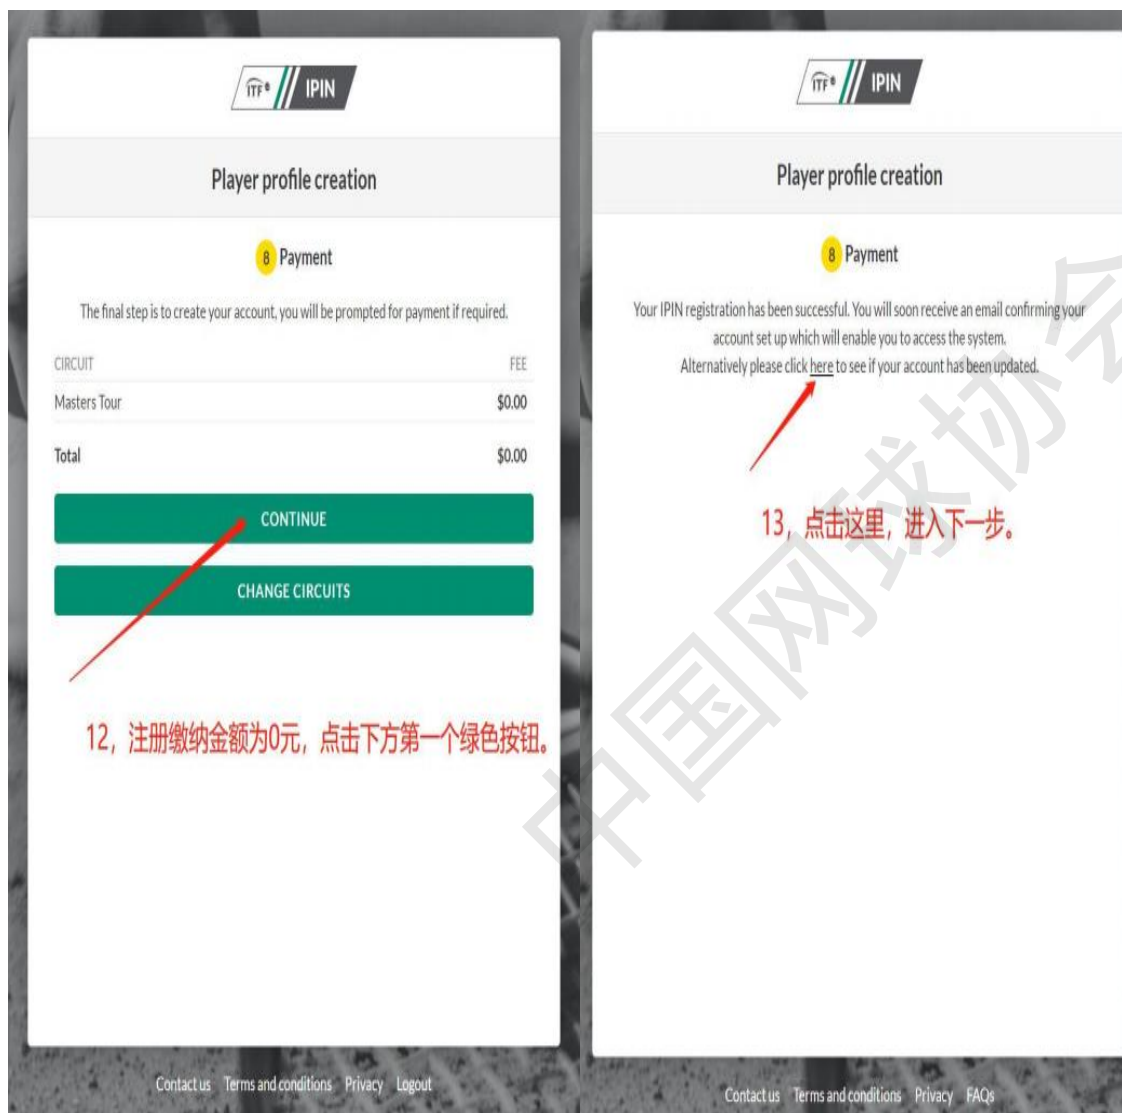 ITF® IPIN
Player profile creation
8 Payment
The final step is to create your account, you will be prompted for payment if required.
CIRCUIT FEE
Masters Tour $0.00
Total $0.00
CONTINUE
CHANGE CIRCUITS
12，注册缴纳金额为0元，点击下方第一个绿色按钮。
Contact us Terms and conditions Privacy Logout
ITF® IPIN
Player profile creation
8 Payment
Your IPIN registration has been successful. You will soon receive an email confirming your
account set up which will enable you to access the system.
Alternatively please click here to see if your account has been updated.
13，点击这里，进入下一步。
Contact us Terms and conditions Privacy FAQs
中国网球协会